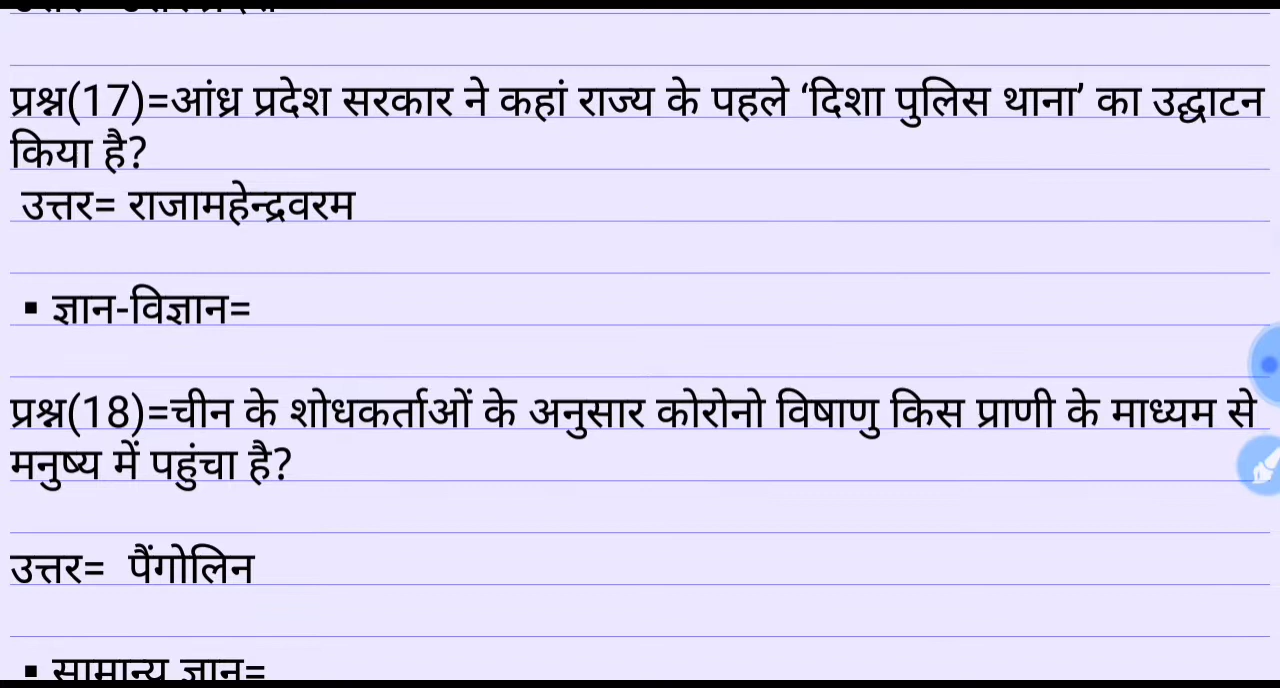 प्रश्न(17)=आंध्र प्रदेश सरकार ने कहां राज्य के पहले ‘दिशा पुलिस थाना’ का उद्घाटन
किया है?
उत्तर= राजामहेन्द्रवरम
▪ ज्ञान-विज्ञान=
प्रश्न(18)=चीन के शोधकर्ताओं के अनुसार कोरोनो विषाणु किस प्राणी के माध्यम से
मनुष्य में पहुंचा है?
उत्तर= पैंगोलिन
▪ सामान्य ज्ञान=